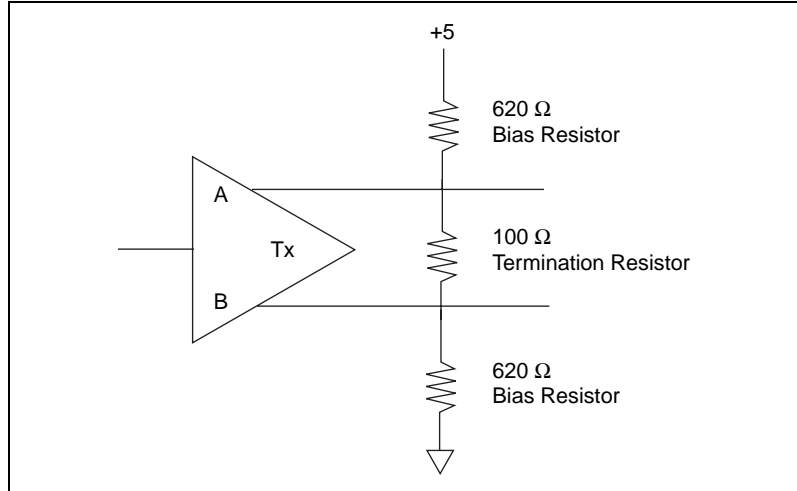 +5
620 Ω
Bias Resistor
A
100 Ω
Termination Resistor
Tx
B
620 Ω
Bias Resistor